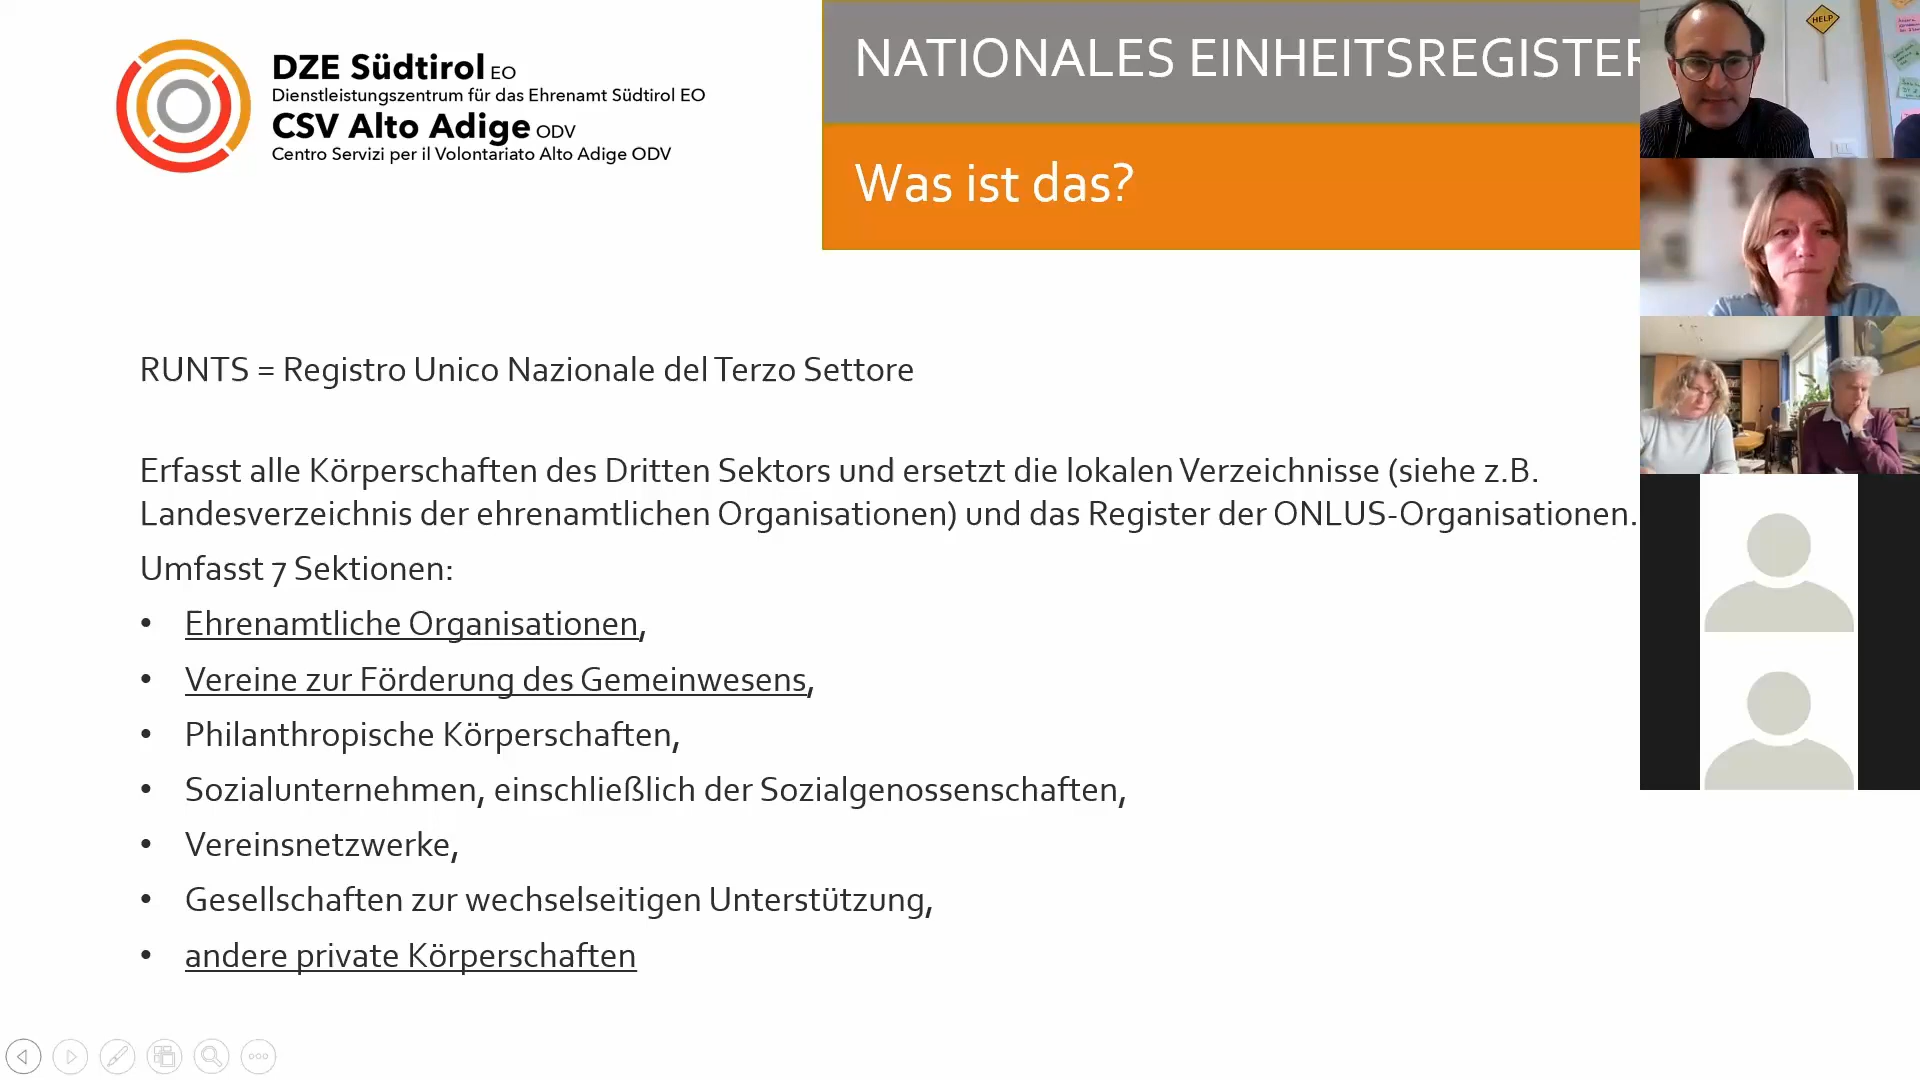 DZE Südtirol EO
Dienstleistungszentrum für das Ehrenamt Südtirol EO
CSV Alto Adige ODV
Centro Servizi per il Volontariato Alto Adige ODV
NATIONALES EINHEITSREGISTER
Was ist das?
HELP
RUNTS = Registro Unico Nazionale del Terzo Settore
Erfasst alle Körperschaften des Dritten Sektors und ersetzt die lokalen Verzeichnisse (siehe z.B.
Landesverzeichnis der ehrenamtlichen Organisationen) und das Register der ONLUS-Organisationen.
Umfasst 7 Sektionen:
• Ehrenamtliche Organisationen,
• Vereine zur Förderung des Gemeinwesens,
• Philanthropische Körperschaften,
• Sozialunternehmen, einschließlich der Sozialgenossenschaften,
• Vereinsnetzwerke,
• Gesellschaften zur wechselseitigen Unterstützung,
• andere private Körperschaften